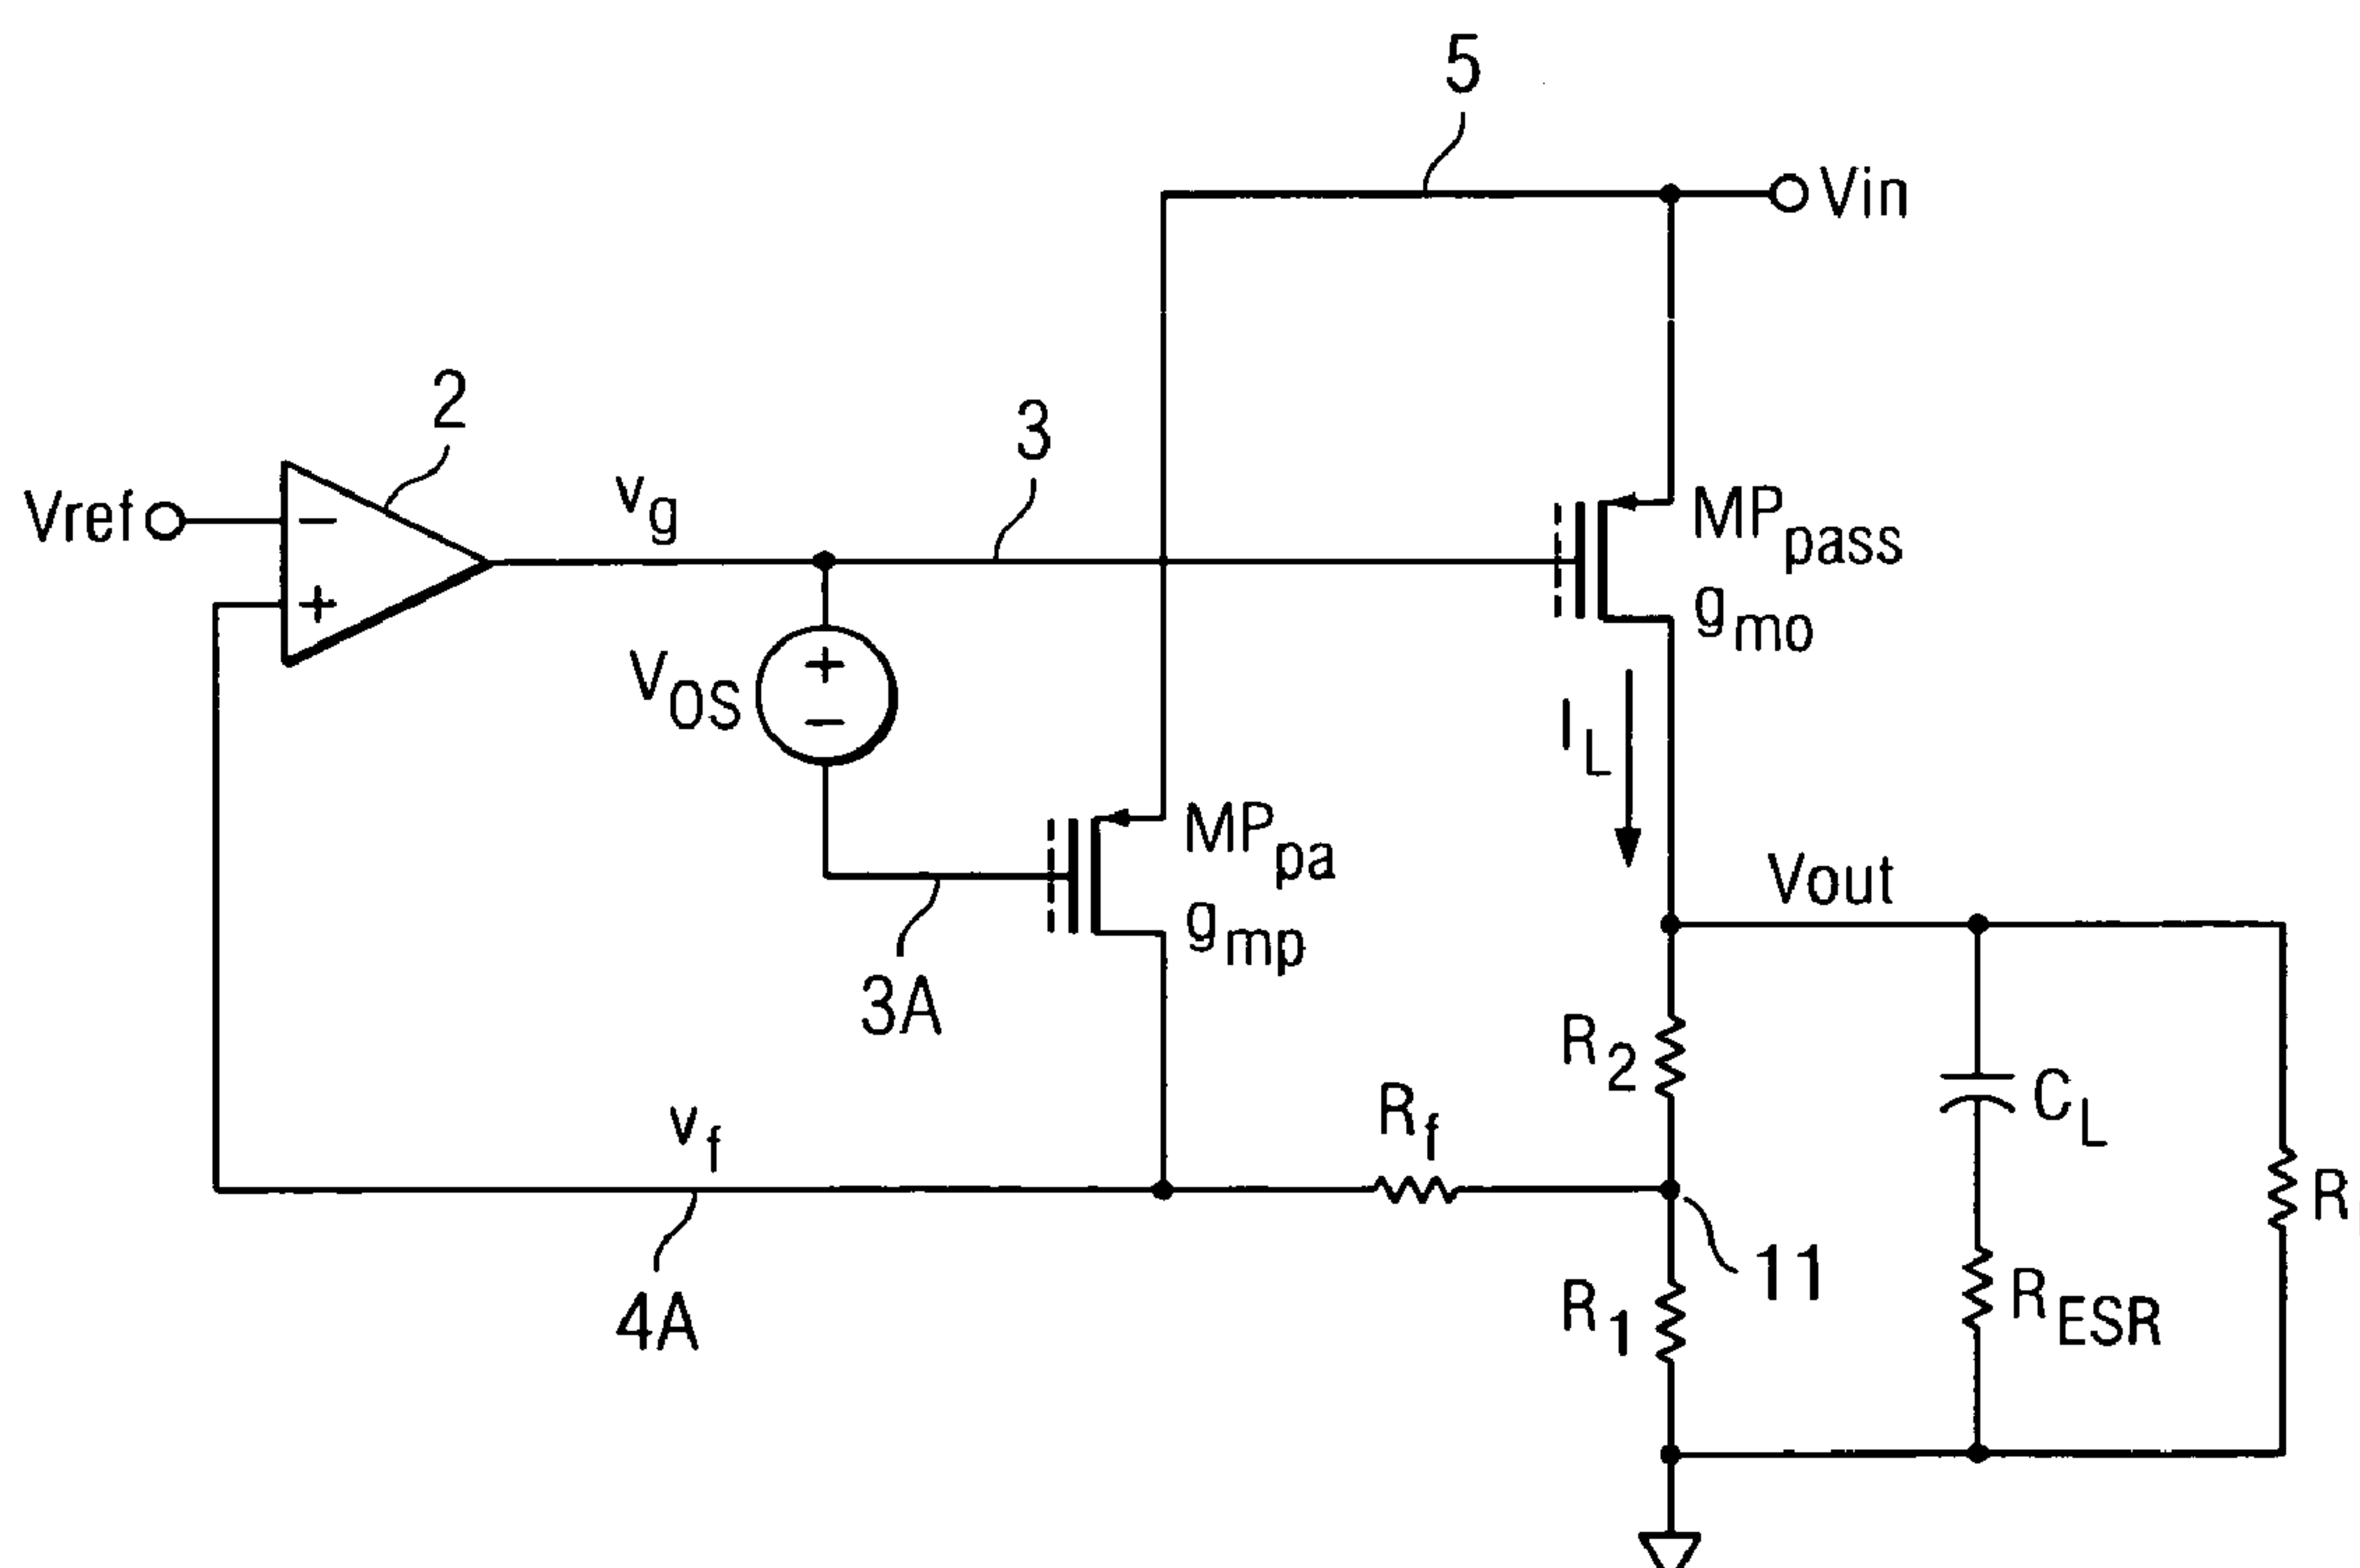 5
Vin
2
3
Vref
vg
MPpass
gmo
VOS
IL
MPpa
gmp
Vout
3A
R2
Rf
CL
vf
R
11
R1
RESR
4A